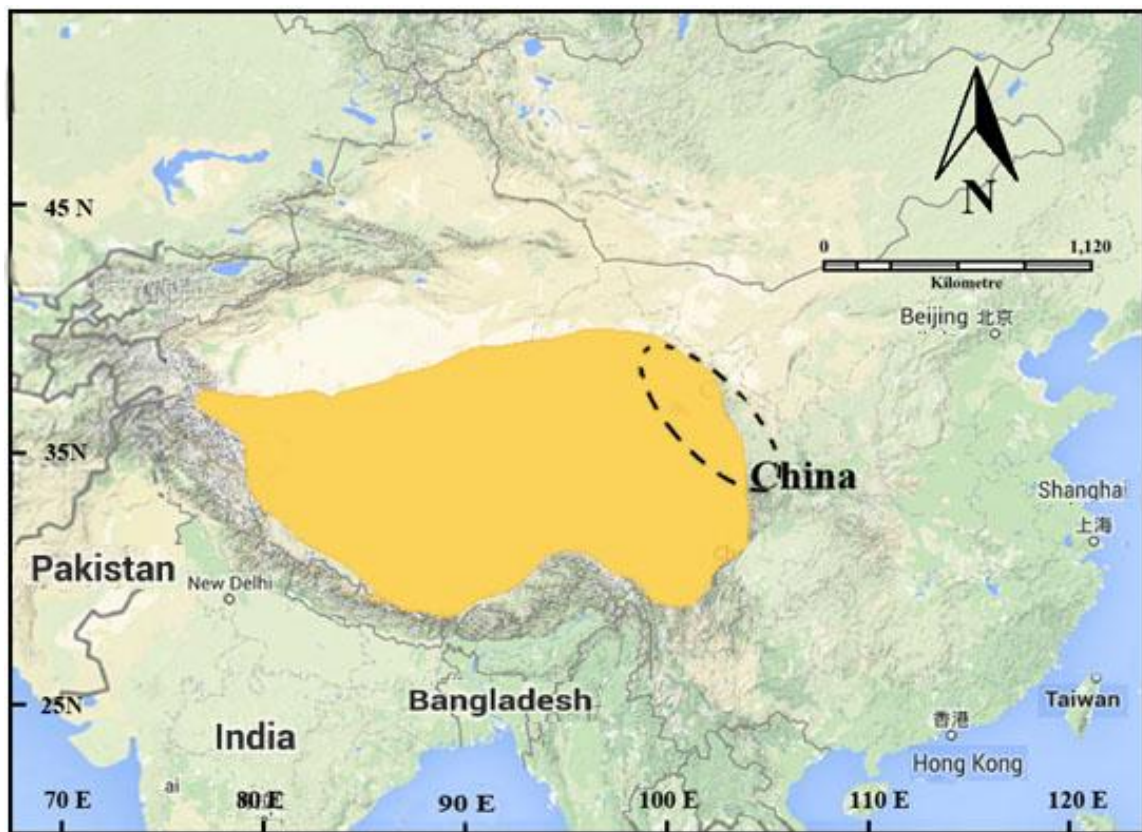 45 N
N
0 1,120
Kilometre
Beijing 北京
35N
China
Shanghai
上海
Pakistan
New Delhi
25N
Bangladesh
Taiwan
India
香港
Hong Kong
ai
70 E 80 E 90 E 100 E 110 E 120 E